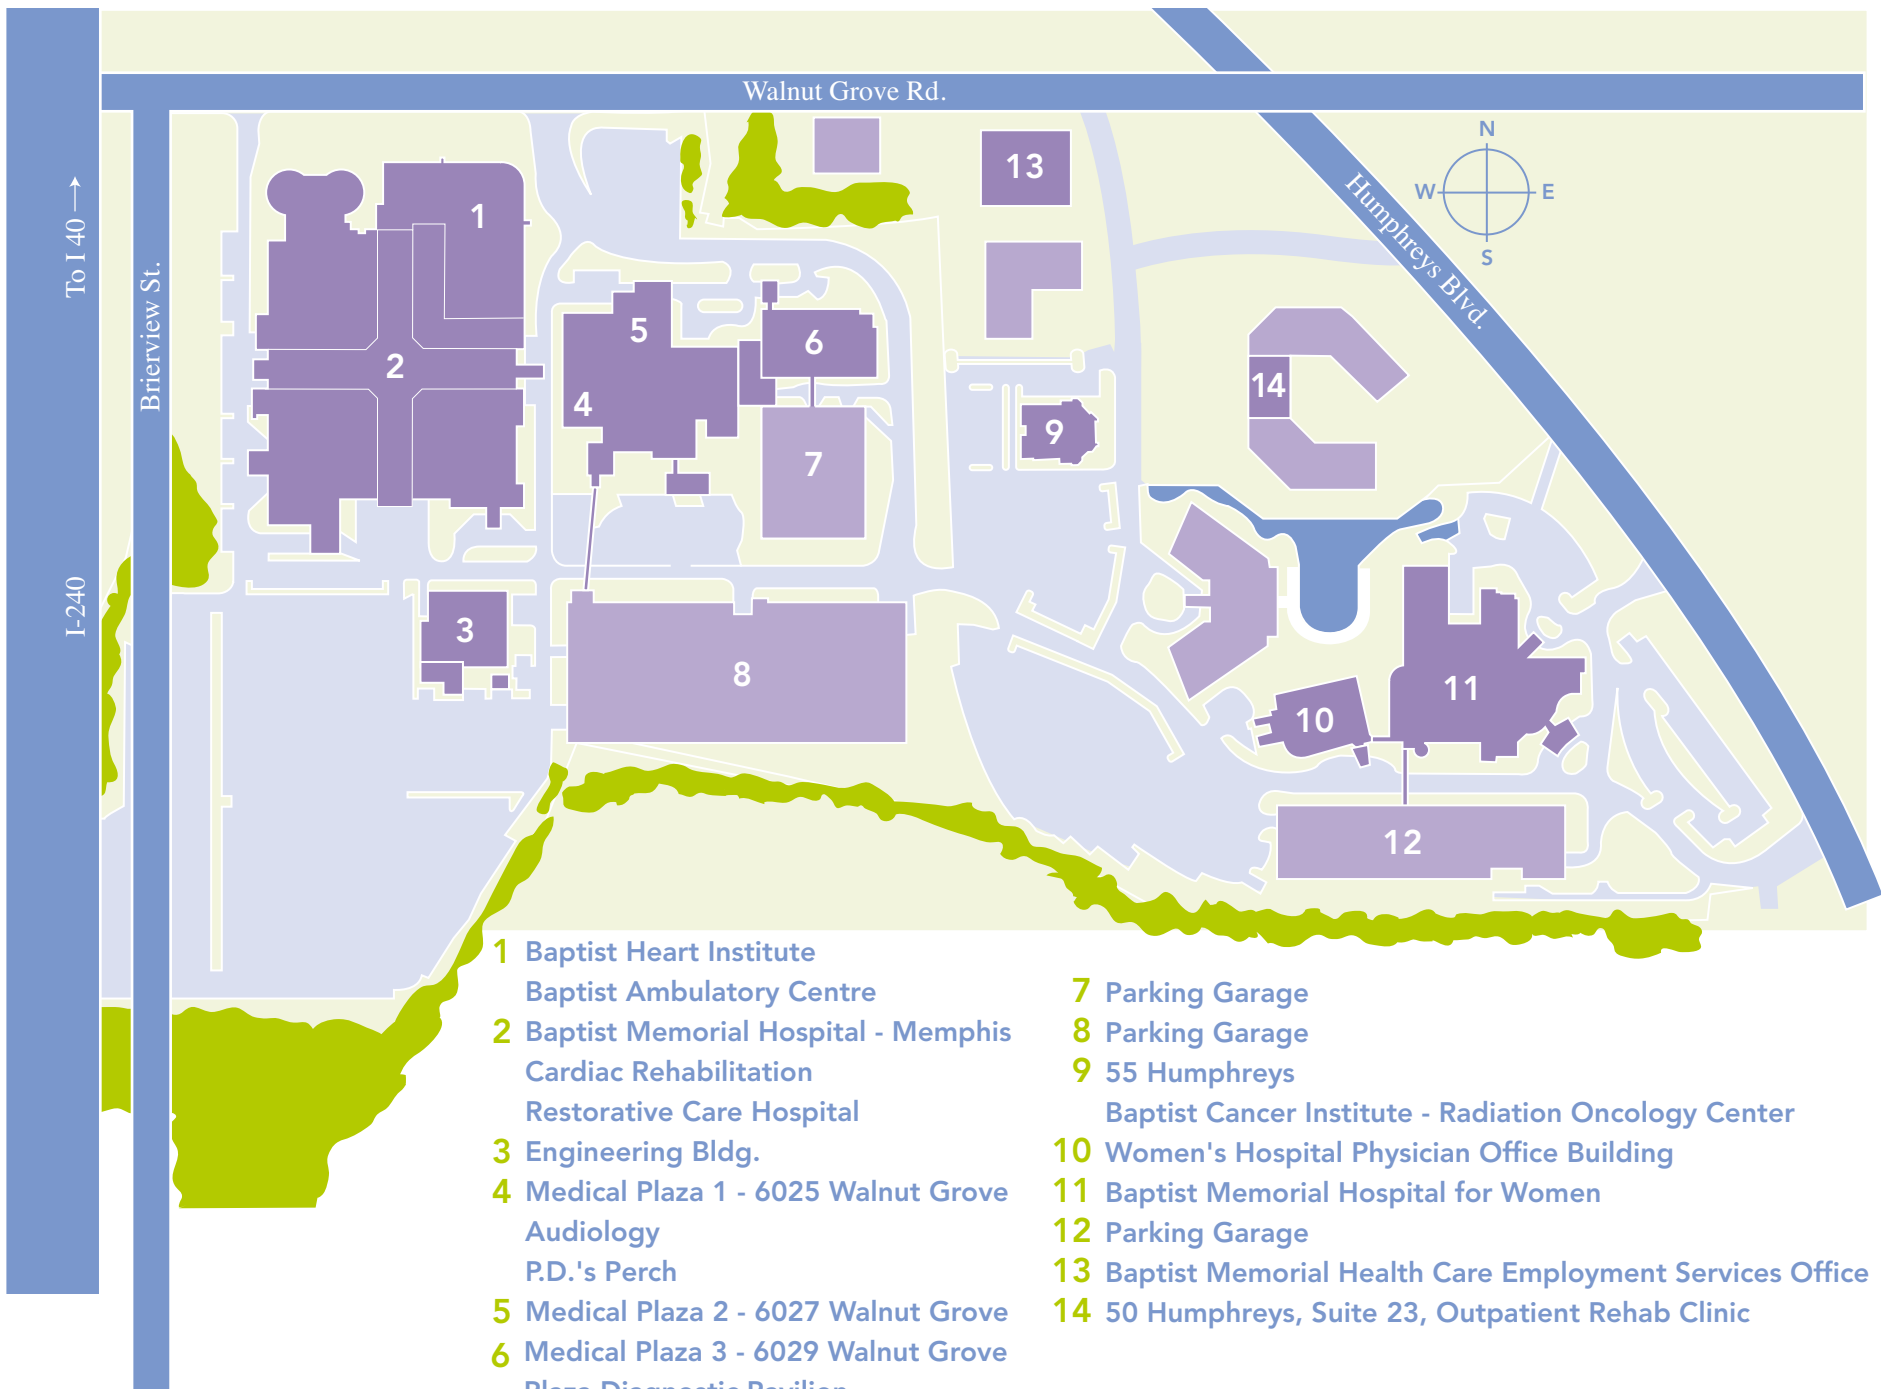 Walnut Grove Rd.
To I 40
I-240
Brierview St.
Humphreys Blvd.
N
W
E
S
1
2
3
4
5
6
7
8
9
10
11
12
13
14
1 Baptist Heart Institute
Baptist Ambulatory Centre
2 Baptist Memorial Hospital - Memphis
Cardiac Rehabilitation
Restorative Care Hospital
3 Engineering Bldg.
4 Medical Plaza 1 - 6025 Walnut Grove
Audiology
P.D.'s Perch
5 Medical Plaza 2 - 6027 Walnut Grove
6 Medical Plaza 3 - 6029 Walnut Grove
Plaza Diagnostic Pavilion
7 Parking Garage
8 Parking Garage
9 55 Humphreys
Baptist Cancer Institute - Radiation Oncology Center
10 Women's Hospital Physician Office Building
11 Baptist Memorial Hospital for Women
12 Parking Garage
13 Baptist Memorial Health Care Employment Services Office
14 50 Humphreys, Suite 23, Outpatient Rehab Clinic